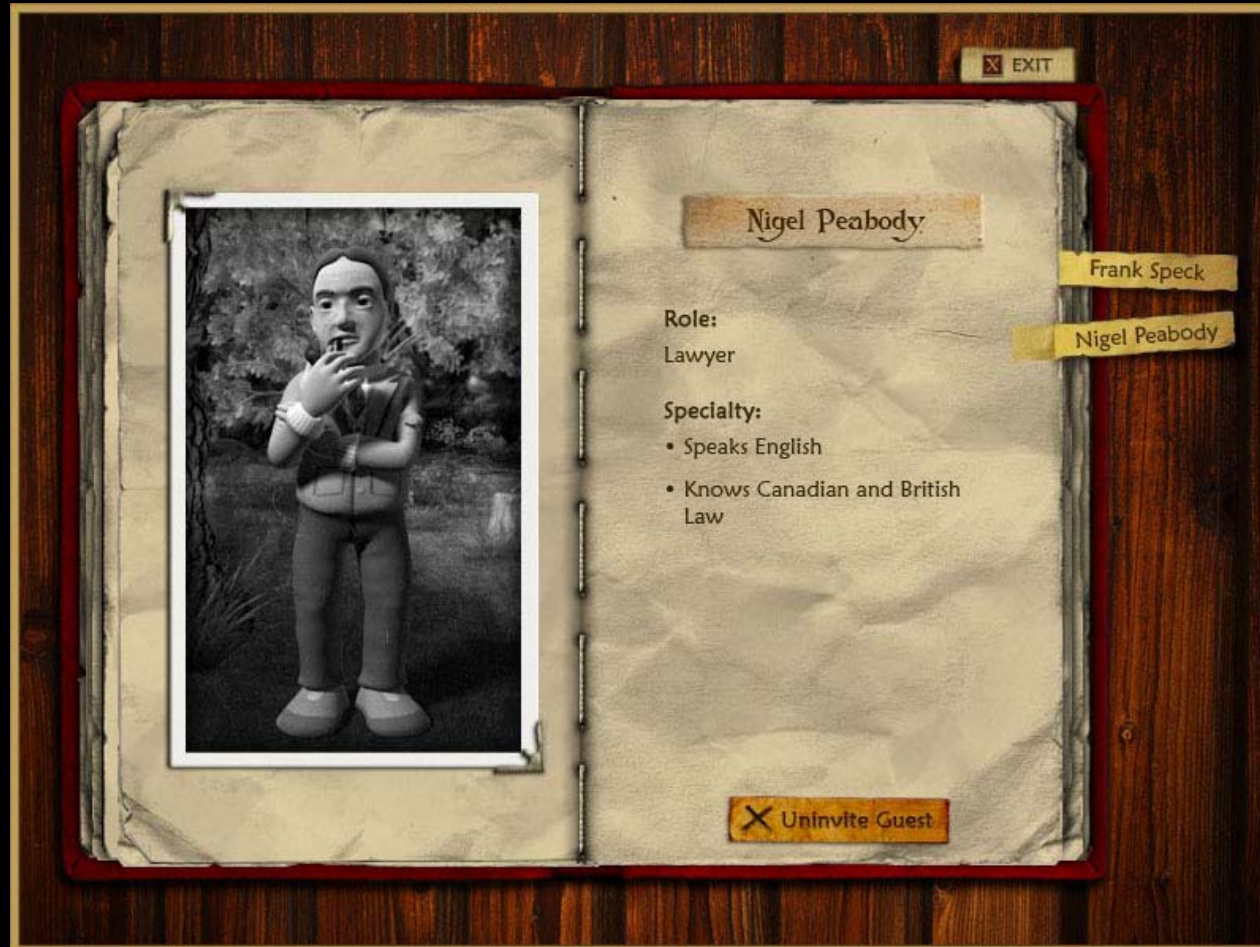 EXIT
Nigel Peabody
Frank Speck
Nigel Peabody
Role:
Lawyer
Specialty:
• Speaks English
• Knows Canadian and British
Law
Uninvite Guest